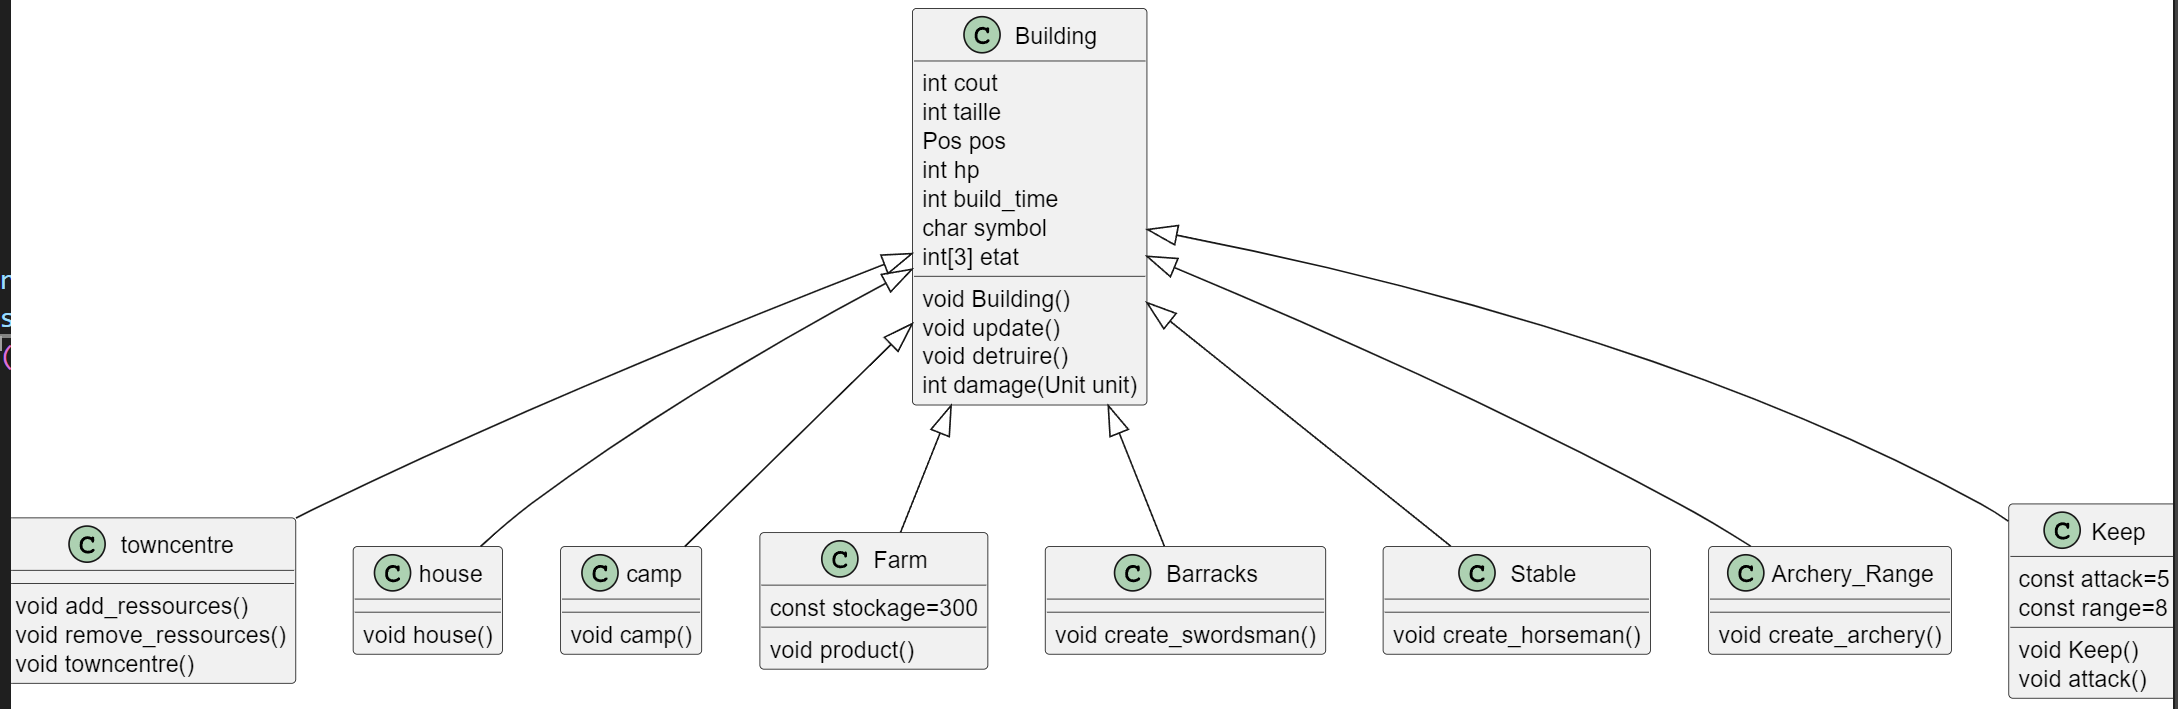 C Building
int cout
int taille
Pos pos
int hp
int build_time
char symbol
int[3] etat
void Building()
void update()
void detruire()
int damage(Unit unit)
C towncentre
void add_ressources()
void remove_ressources()
void towncentre()
C house
void house()
C camp
void camp()
C Farm
const stockage=300
void product()
C Barracks
void create_swordsman()
C Stable
void create_horseman()
C Archery_Range
void create_archery()
C Keep
const attack=5
const range=8
void Keep()
void attack()